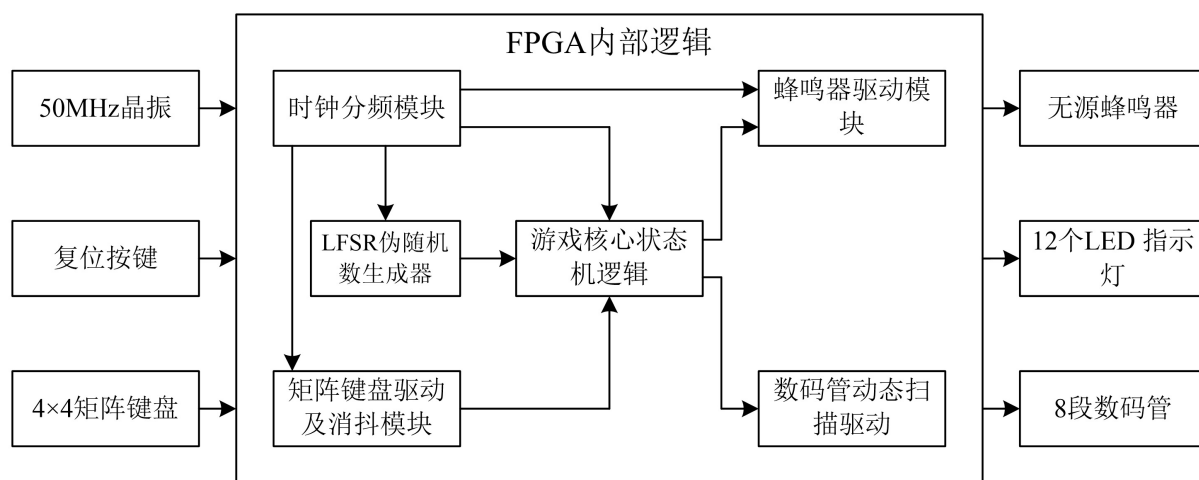 FPGA内部逻辑
50MHz晶振
时钟分频模块
蜂鸣器驱动模
块
无源蜂鸣器
复位按键
LFSR伪随机
数生成器
游戏核心状态
机逻辑
12个LED 指示
灯
4×4矩阵键盘
矩阵键盘驱动
及消抖模块
数码管动态扫
描驱动
8段数码管